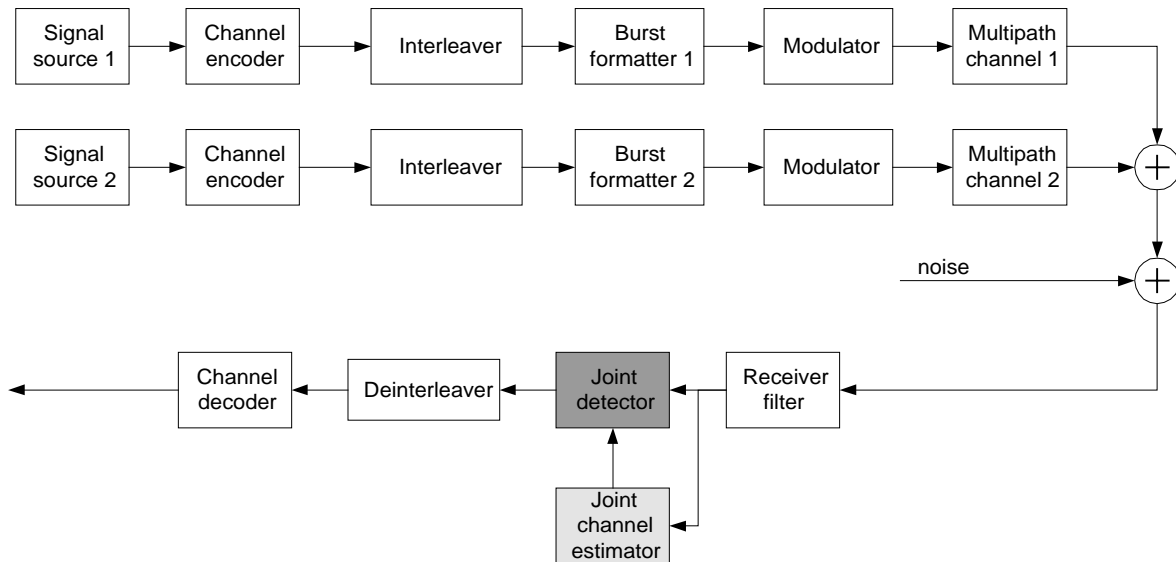 Signal
source 1
Channel
encoder
Interleaver
Burst
formatter 1
Modulator
Multipath
channel 1
Signal
source 2
Channel
encoder
Interleaver
Burst
formatter 2
Modulator
Multipath
channel 2
noise
Channel
decoder
Deinterleaver
Joint
detector
Receiver
filter
Joint
channel
estimator